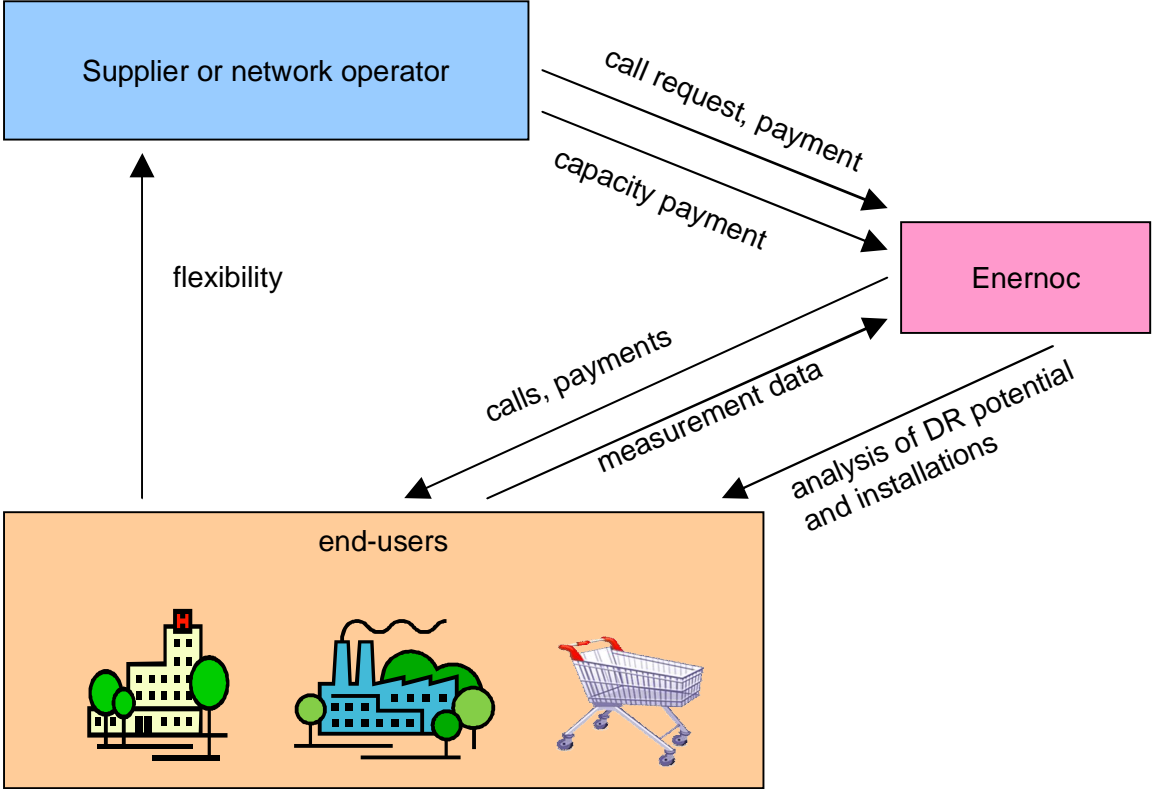 Supplier or network operator
call request, payment
capacity payment
flexibility
Enernoc
calls, payments
measurement data
analysis of DR potential
and installations
end-users
H